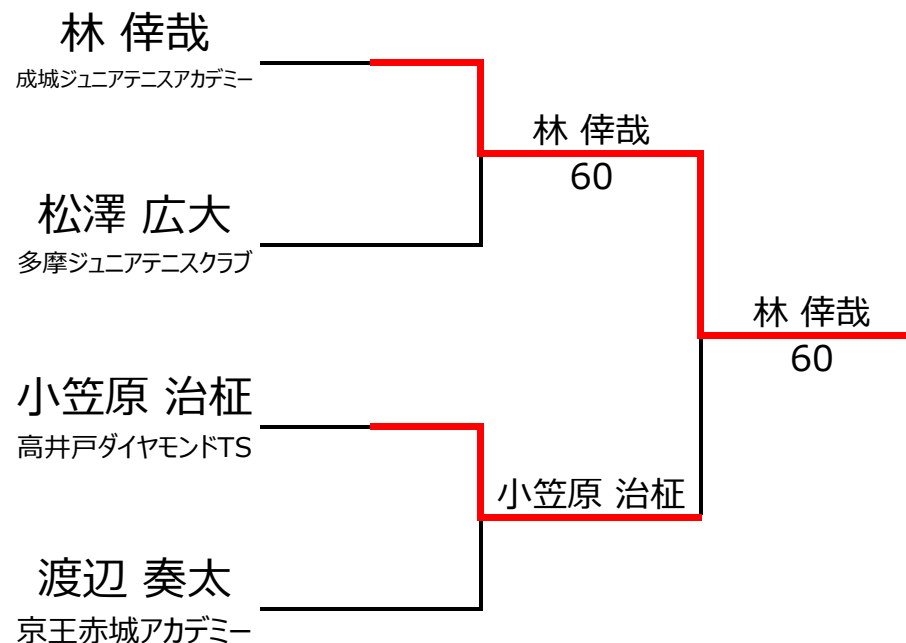 林 倖哉
成城ジュニアテニスアカデミー
林 倖哉
60
松澤 広大
多摩ジュニアテニスクラブ
林 倖哉
60
小笠原 治柾
高井戸ダイヤモンドTS
小笠原 治柾
渡辺 奏太
京王赤城アカデミー